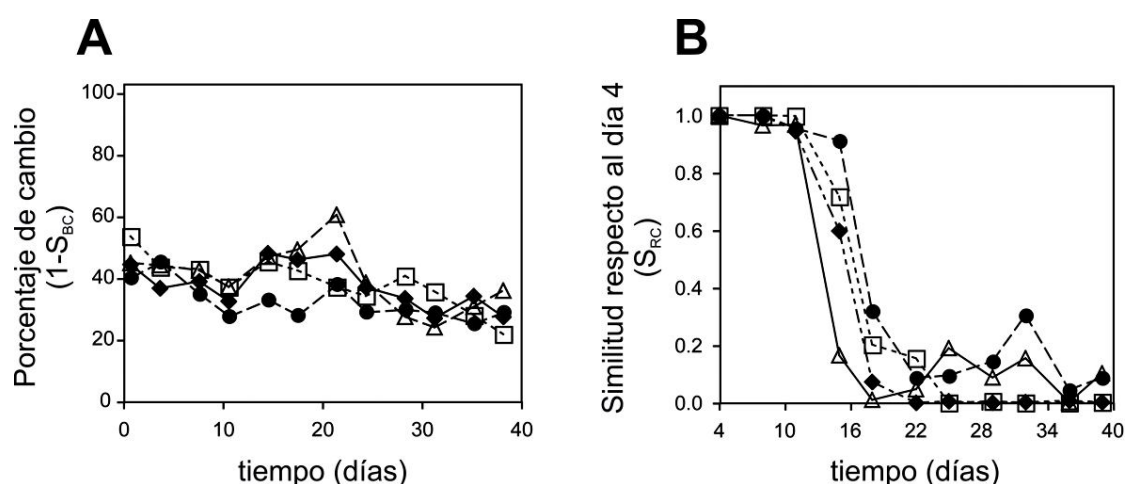 A
Porcentaje de cambio
(1-SBC)
100
80
60
40
20
0
0 10 20 30 40
tiempo (días)
B
Similitud respecto al día 4
(SRC)
1.0
0.8
0.6
0.4
0.2
0.0
4 10 16 22 28 34 40
tiempo (días)